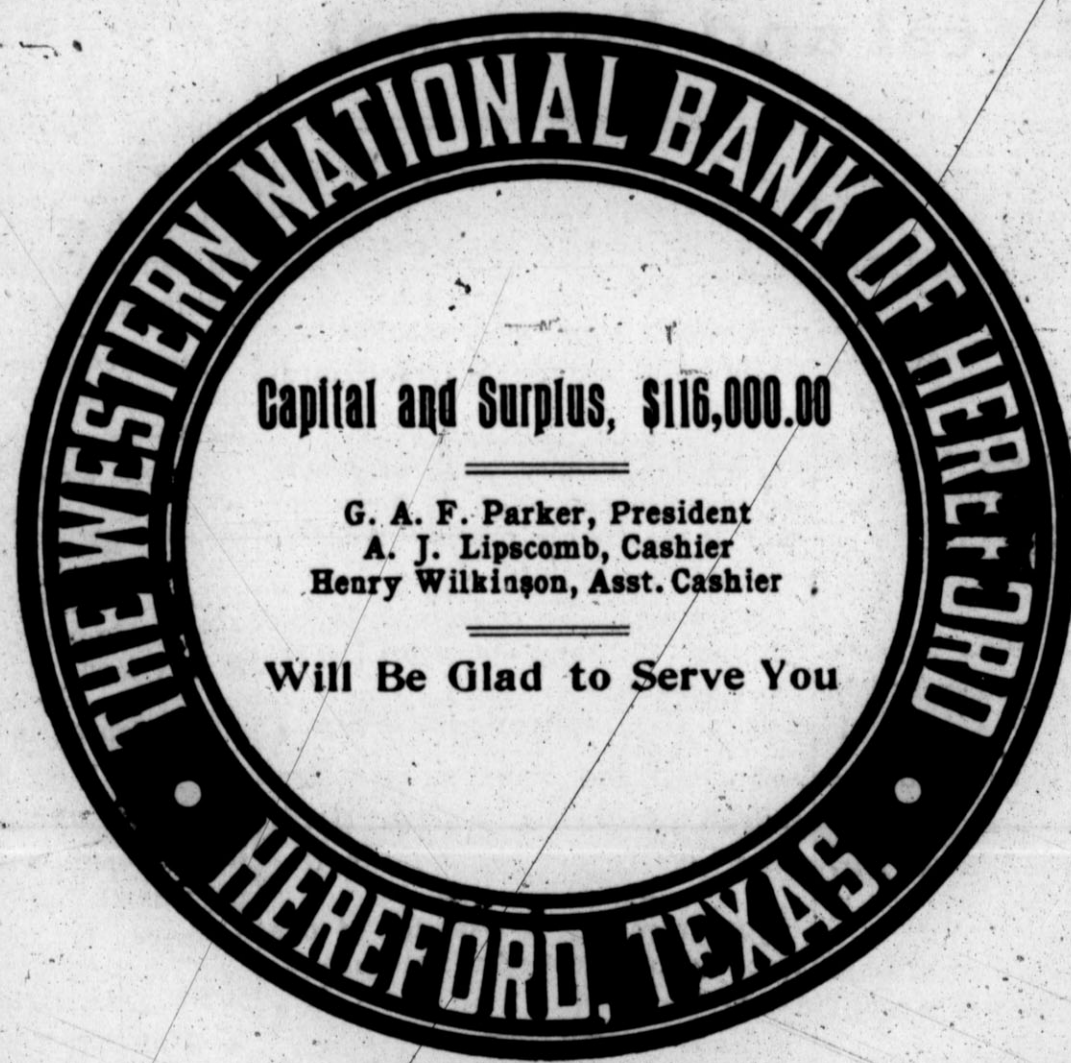 THE WESTERN NATIONAL BANK OF HEREFORD
Capital and Surplus, $116,000.00
G. A. F. Parker, President
A. J. Lipscomb, Cashier
Henry Wilkinson, Asst. Cashier
Will Be Glad to Serve You
HEREFORD, TEXAS.